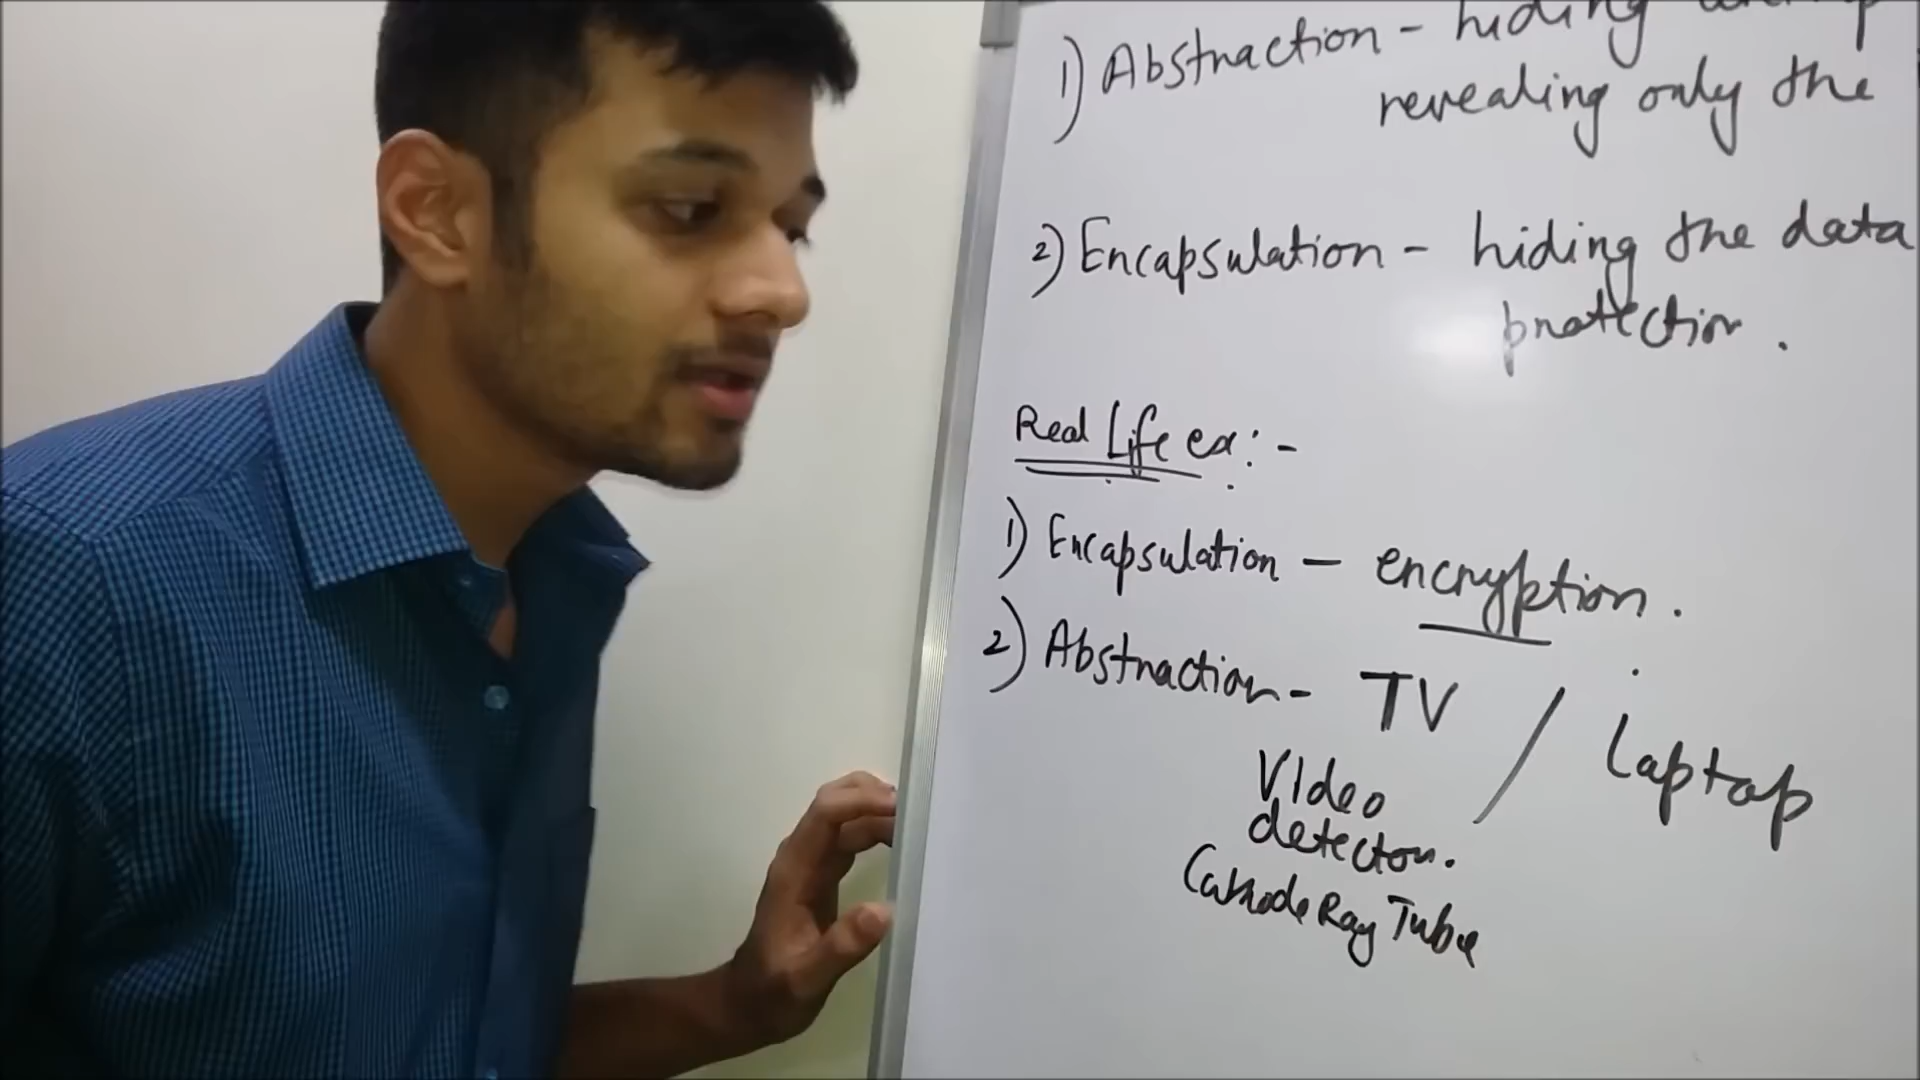 1) Abstraction - hiding
revealing only the
2) Encapsulation - hiding the data
protection.
Real Life ex:-
1) Encapsulation - encryption.
2) Abstraction - TV / Laptop
VIdeo
detector.
Cathode Ray Tube